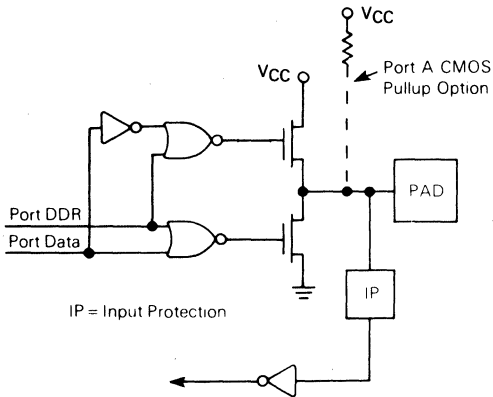 VCC
Port A CMOS
Pullup Option
VCC
PAD
Port DDR
Port Data
IP
IP = Input Protection